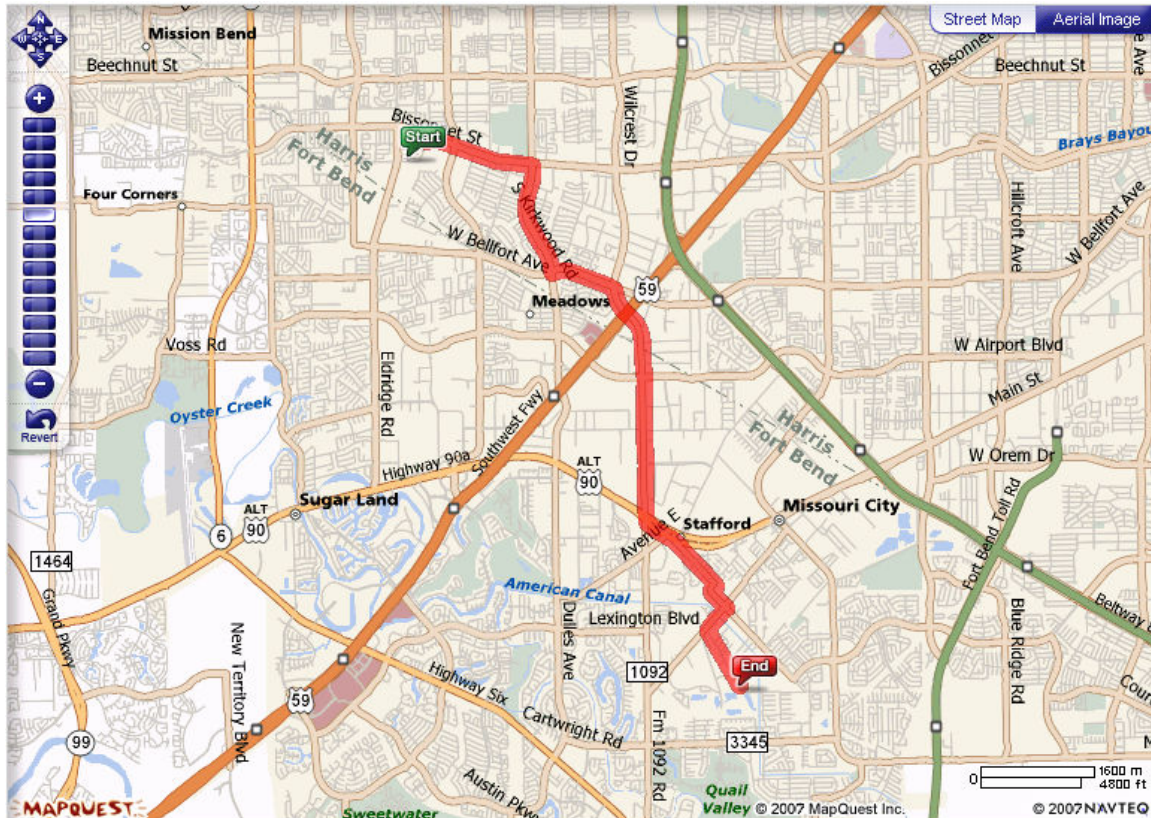 Street Map
Aerial Image
N
W
E
S
Mission Bend
Beechnut St
Bissonnet St
Start
Harris
Fort Bend
Wilcrest Dr
Beechnut St
Brays Bayou
Four Corners
S Kirkwood Rd
W Bellfort Ave
Hillcroft Ave
W Bellfort Ave
59
Meadows
Voss Rd
Eldridge Rd
W Airport Blvd
Main St
Revert
Oyster Creek
Southwest Fwy
Harris
Fort Bend
Highway 90a
ALT
90
W Orem Dr
Sugar Land
ALT
90
6
Missouri City
Avenue E
Stafford
Fort Bend Toll Rd
1464
Grand Pkwy
American Canal
Lexington Blvd
Dulles Ave
New Territory Blvd
End
1092
Blue Ridge Rd
59
Highway Six
Fm 1092 Rd
Cartwright Rd
3345
99
Austin Pkwy
Sweetwater
Quail
Valley
0
1600 m
4800 ft
MAPQUEST
© 2007 MapQuest Inc.
© 2007 NAVTEQ